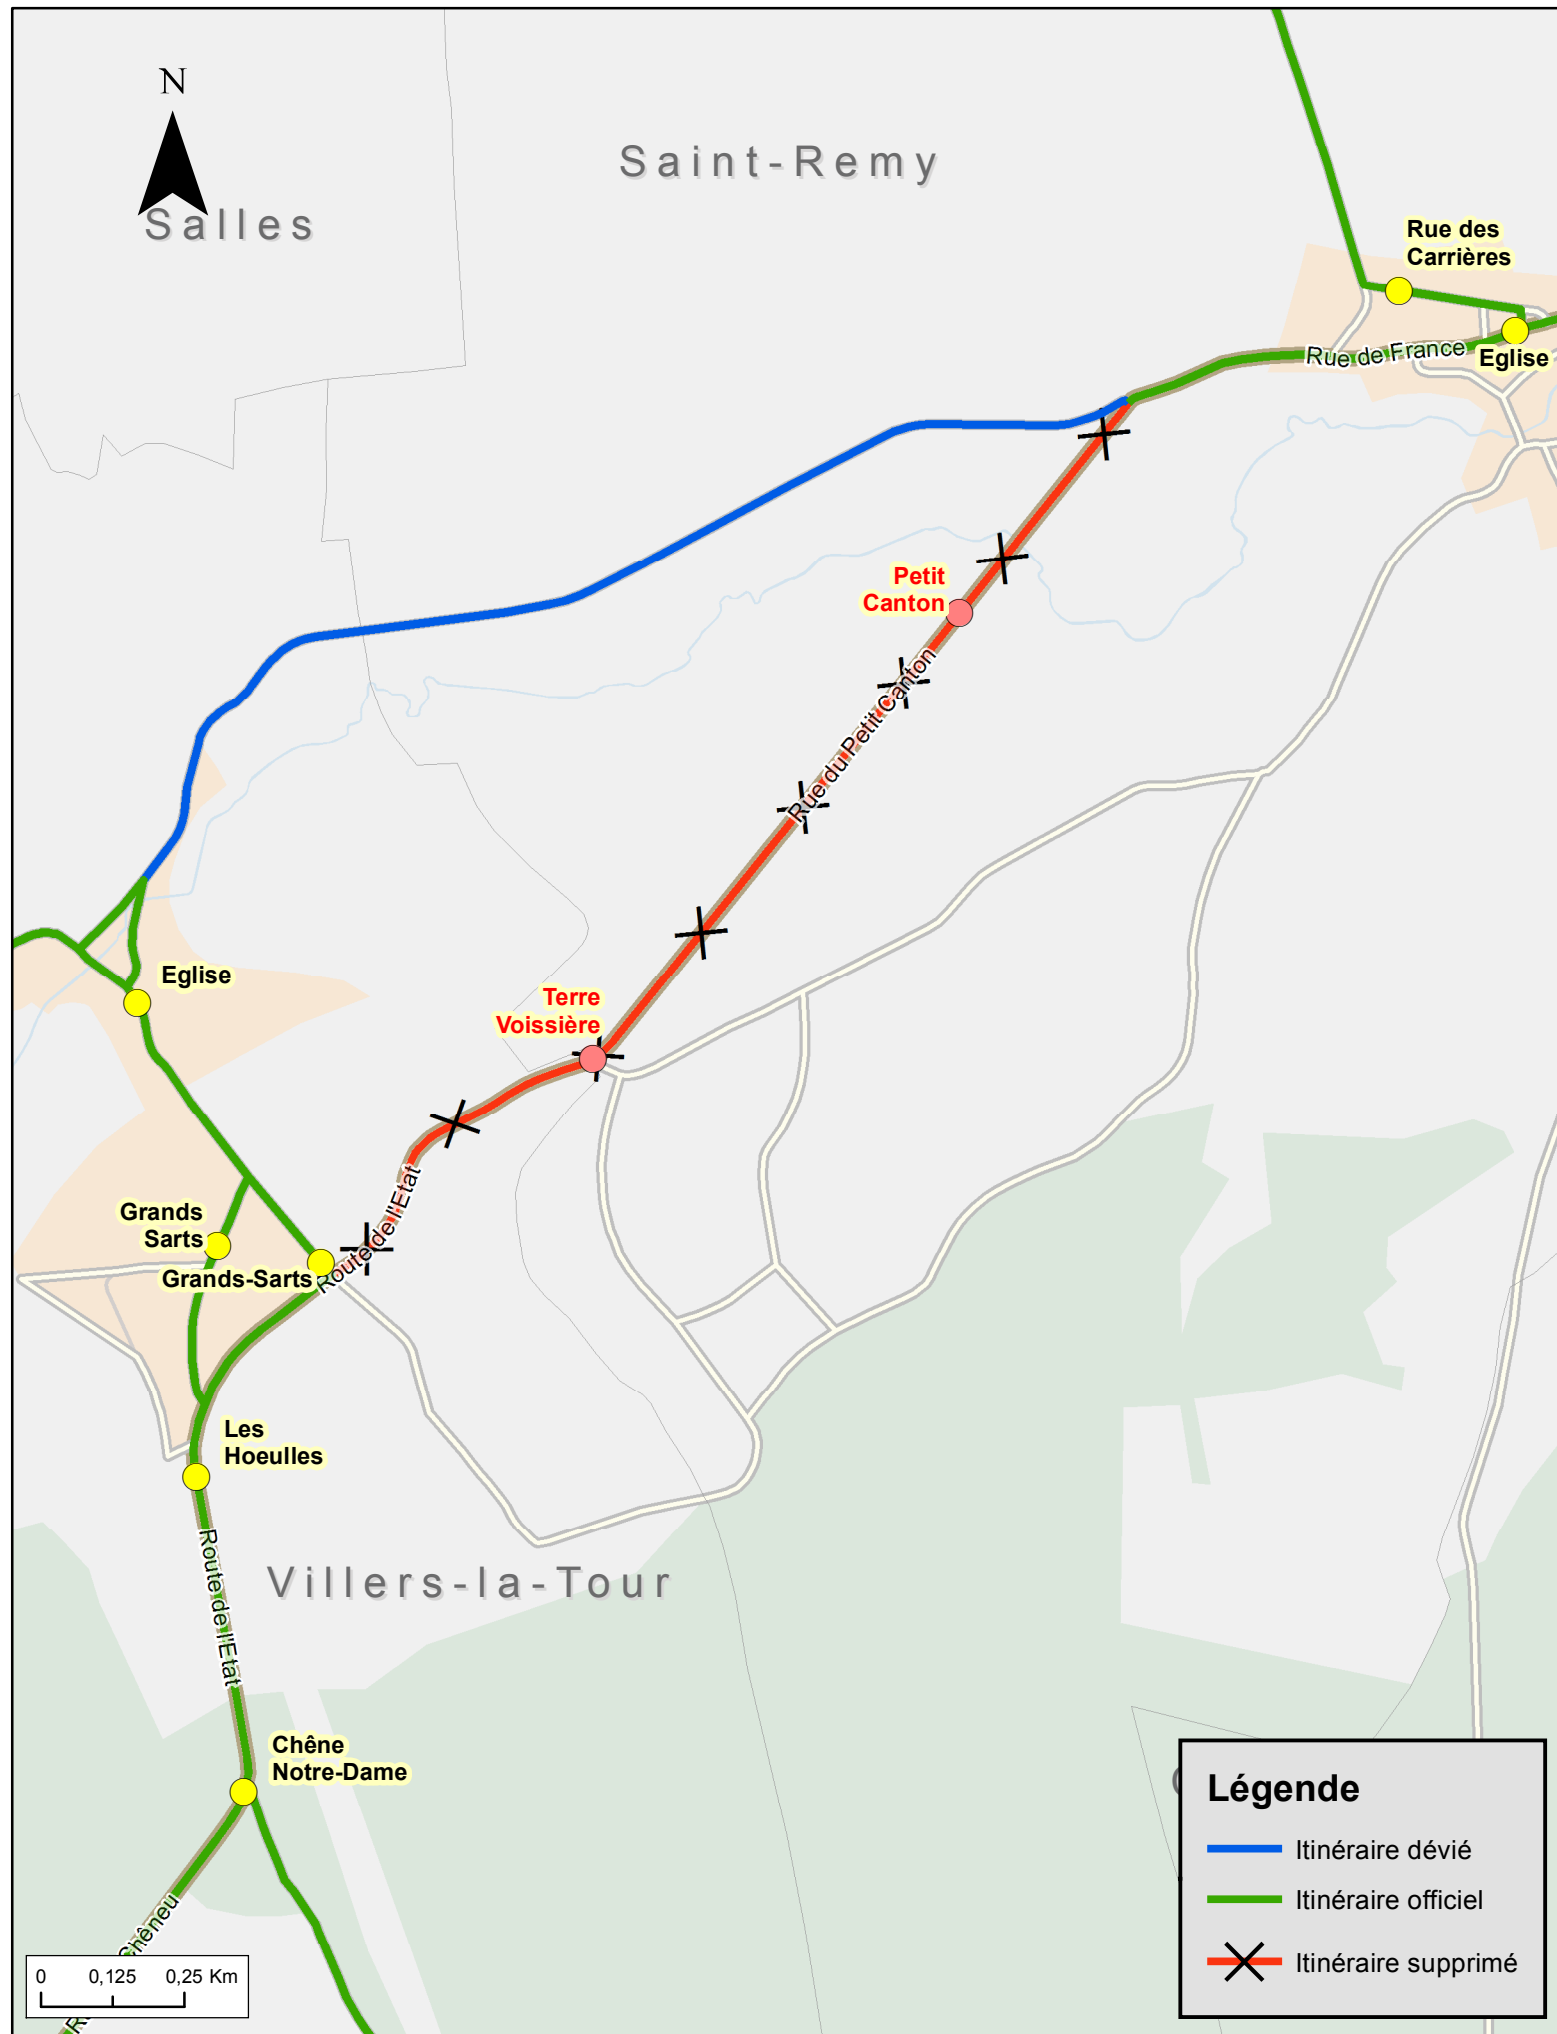 N
Saint-Remy
Salles
Rue des
Carrières
Rue de France
Eglise
Petit
Canton
Rue du Petit Canton
Eglise
Terre
Voissière
Route de l'Etat
Grands
Sarts
Grands-Sarts
Les
Hoeulles
Route de l'Etat
Villers-la-Tour
Chêne
Notre-Dame
Chêneu
Légende
Itinéraire dévié
Itinéraire officiel
Itinéraire supprimé
0 0,125 0,25 Km